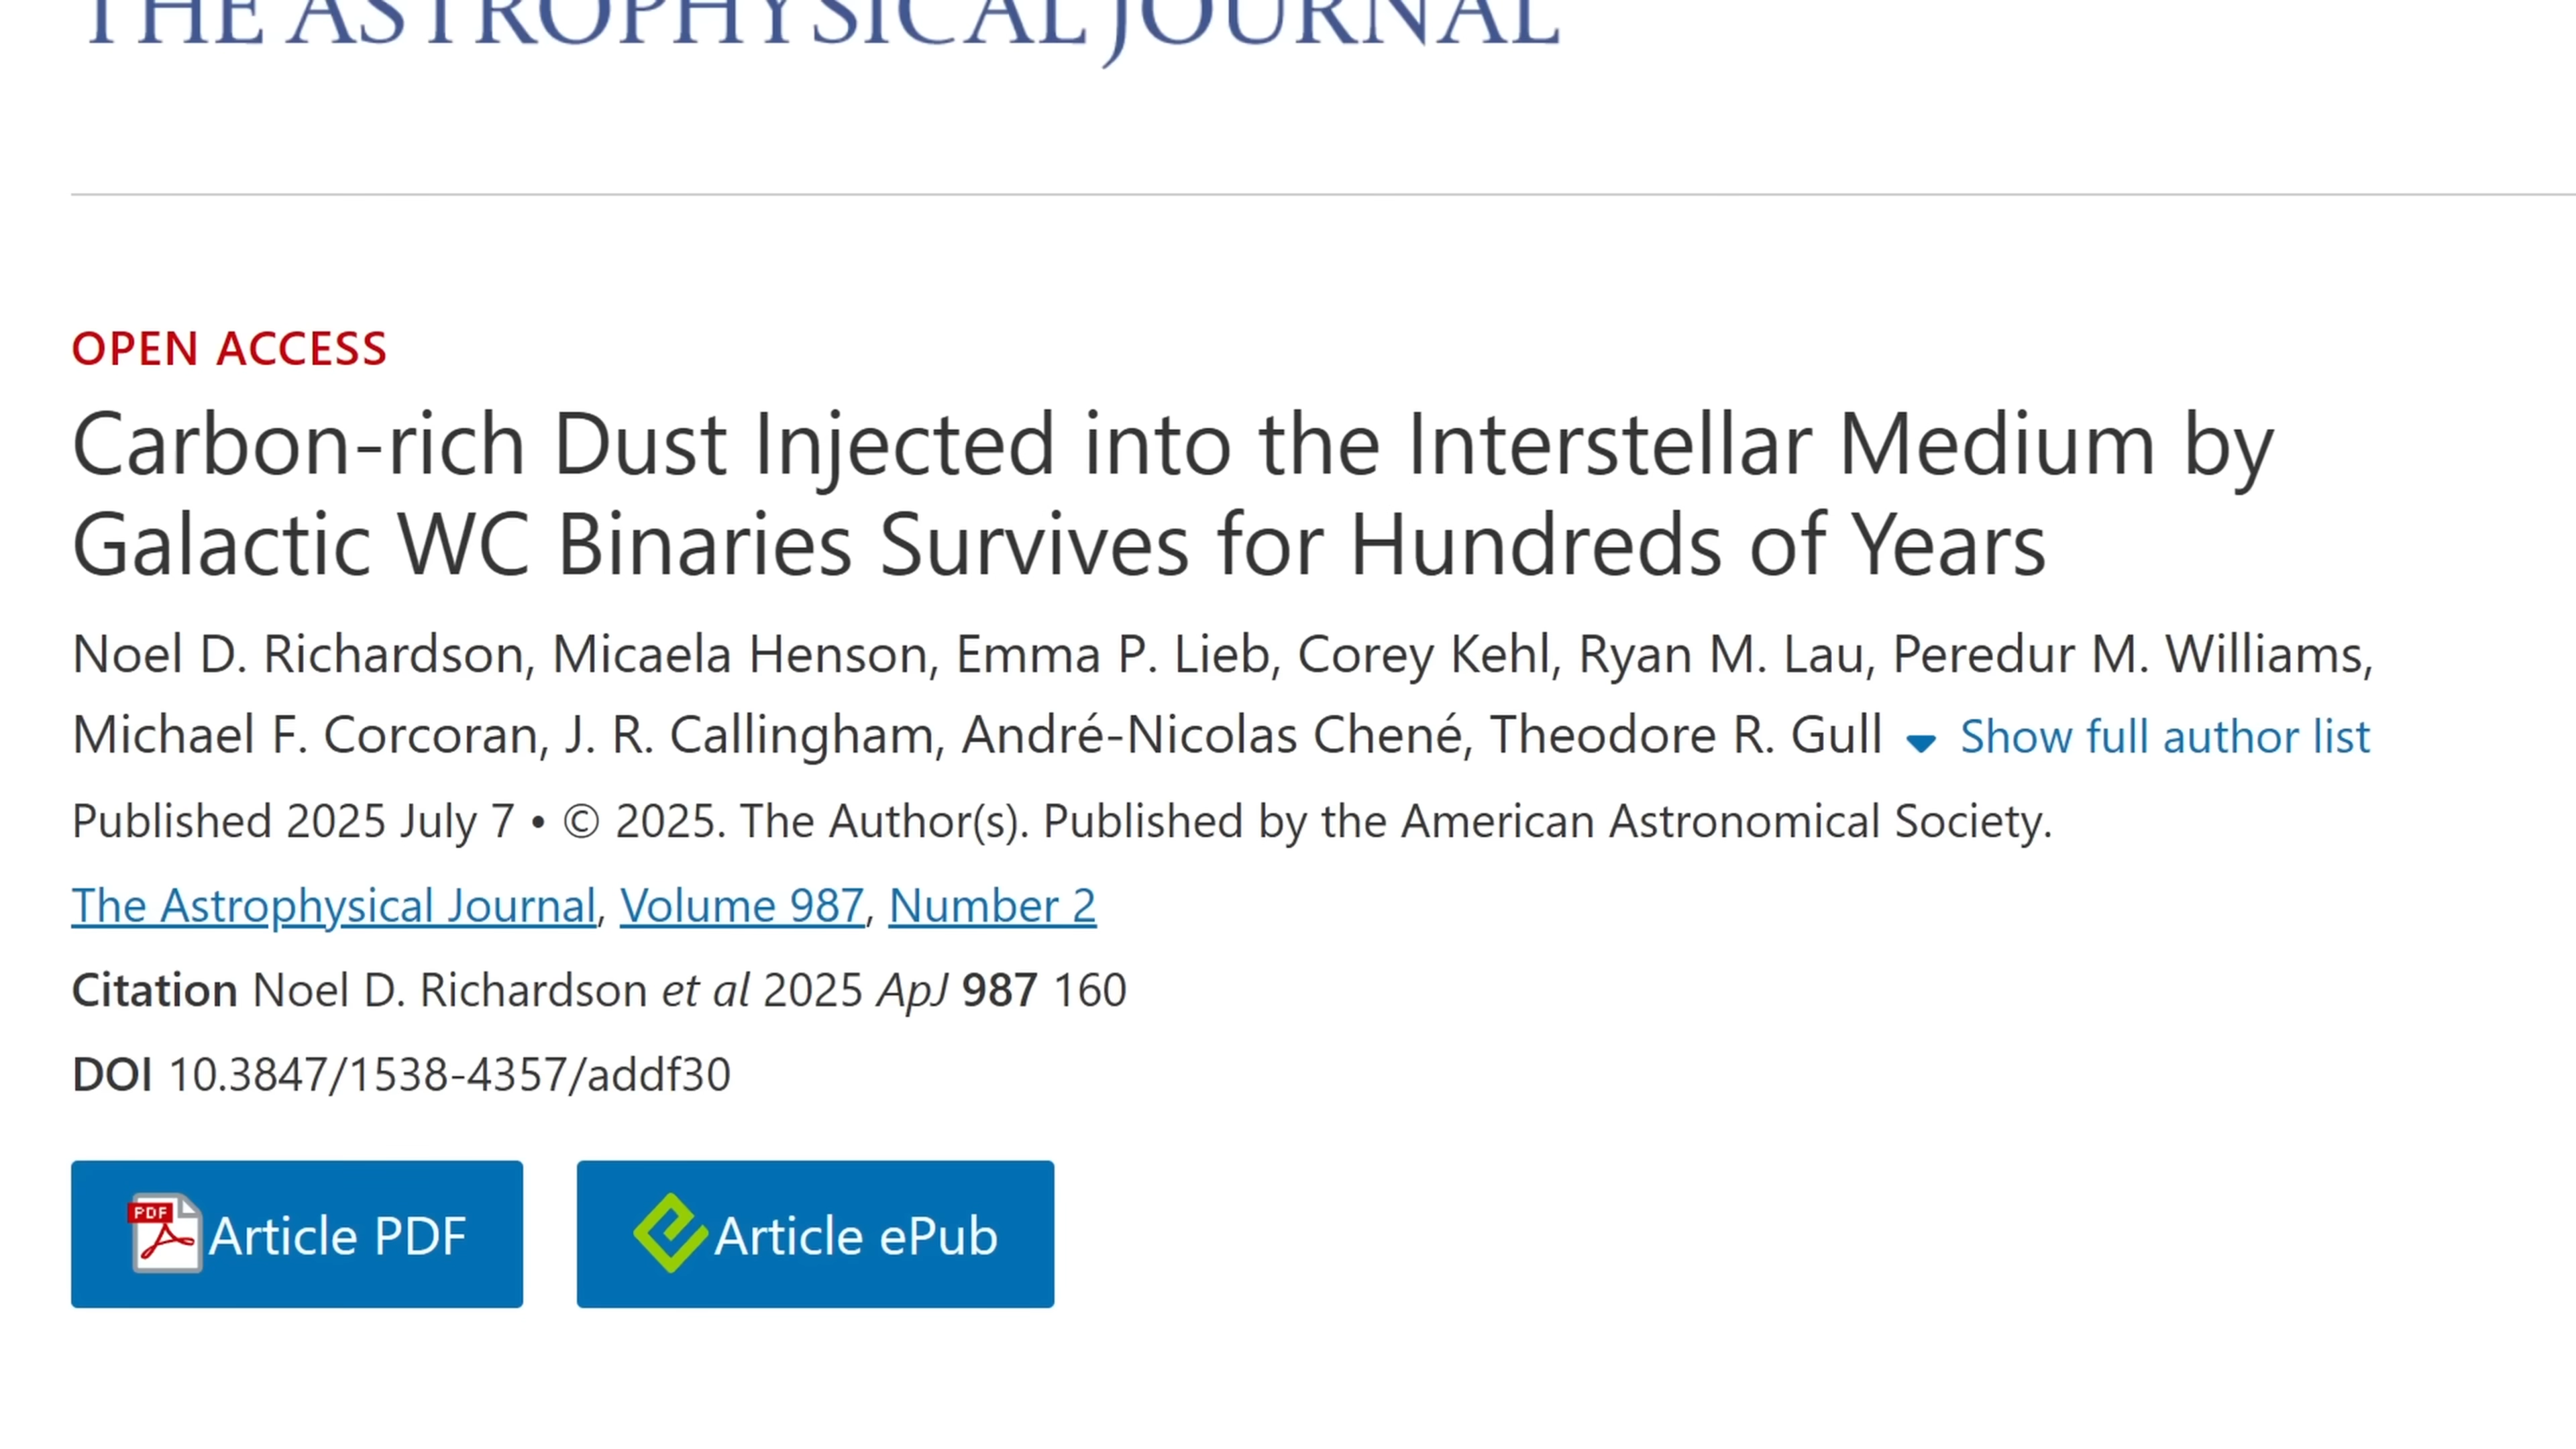 THE ASTROPHYSICAL JOURNAL
OPEN ACCESS
Carbon-rich Dust Injected into the Interstellar Medium by
Galactic WC Binaries Survives for Hundreds of Years
Noel D. Richardson, Micaela Henson, Emma P. Lieb, Corey Kehl, Ryan M. Lau, Peredur M. Williams,
Michael F. Corcoran, J. R. Callingham, André-Nicolas Chené, Theodore R. Gull Show full author list
Published 2025 July 7 • © 2025. The Author(s). Published by the American Astronomical Society.
The Astrophysical Journal, Volume 987, Number 2
Citation Noel D. Richardson et al 2025 ApJ 987 160
DOI 10.3847/1538-4357/addf30
PDF Article PDF Article ePub